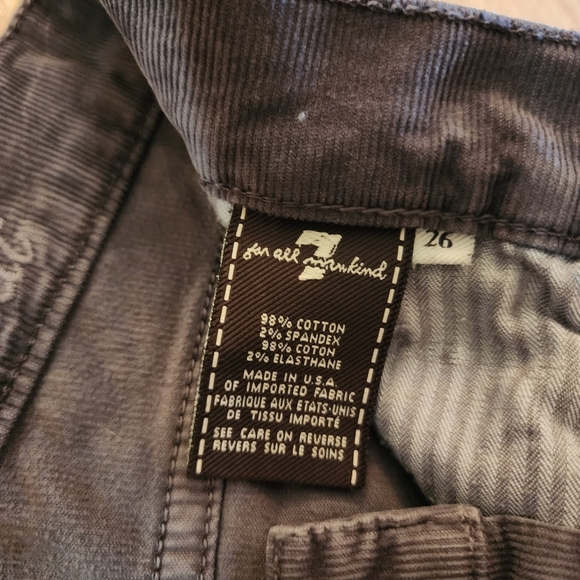 7
for all mankind
26
98% COTTON
2% SPANDEX
98% COTON
2% ELASTHANE
MADE IN U.S.A.
OF IMPORTED FABRIC
FABRIQUE AUX ETATS-UNIS
DE TISSU IMPORTÉ
SEE CARE ON REVERSE
REVERS SUR LE SOINS